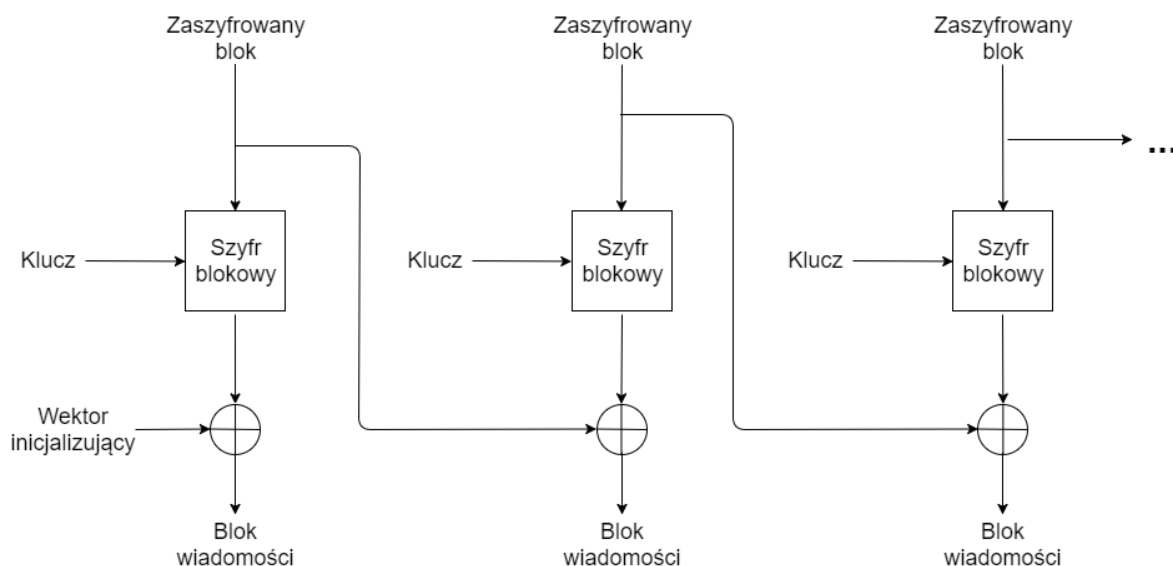 Zaszyfrowany
blok
Zaszyfrowany
blok
Zaszyfrowany
blok
...
Klucz
Szyfr
blokowy
Klucz
Szyfr
blokowy
Klucz
Szyfr
blokowy
Wektor
inicjalizujący
Blok
wiadomości
Blok
wiadomości
Blok
wiadomości